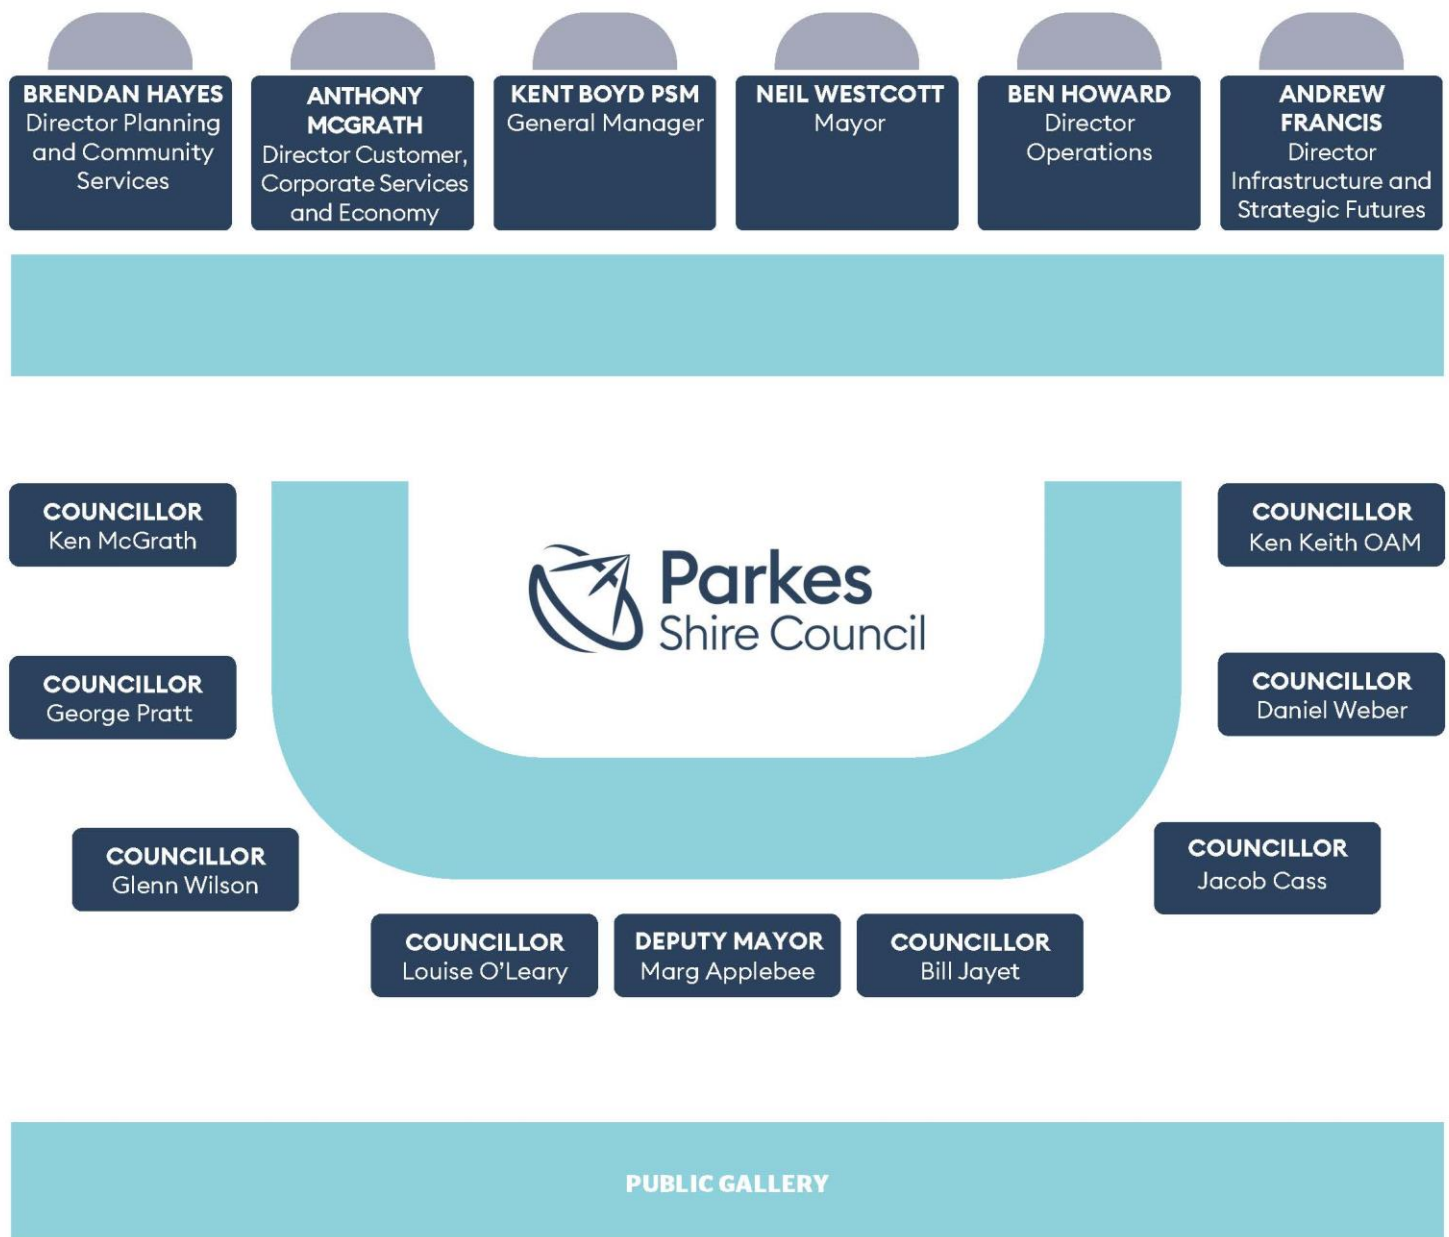 BRENDAN HAYES
Director Planning
and Community
Services
ANTHONY
MCGRATH
Director Customer,
Corporate Services
and Economy
KENT BOYD PSM
General Manager
NEIL WESTCOTT
Mayor
BEN HOWARD
Director
Operations
ANDREW
FRANCIS
Director
Infrastructure and
Strategic Futures
COUNCILLOR
Ken McGrath
COUNCILLOR
Ken Keith OAM
Parkes
Shire Council
COUNCILLOR
George Pratt
COUNCILLOR
Daniel Weber
COUNCILLOR
Glenn Wilson
COUNCILLOR
Jacob Cass
COUNCILLOR
Louise O'Leary
DEPUTY MAYOR
Marg Applebee
COUNCILLOR
Bill Jayet
PUBLIC GALLERY